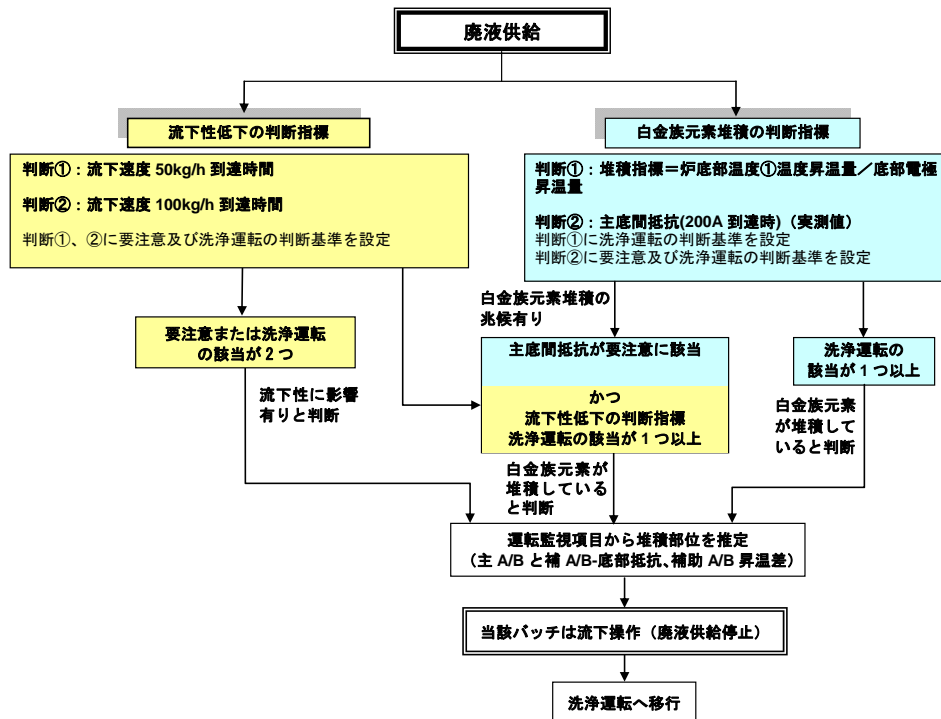 廃液供給
流下性低下の判断指標
判断①：流下速度 50kg/h 到達時間
判断②：流下速度 100kg/h 到達時間
判断①、②に要注意及び洗浄運転の判断基準を設定
白金族元素堆積の判断指標
判断①：堆積指標＝炉底部温度①温度昇温量／底部電極
昇温量
判断②：主底間抵抗(200A 到達時)（実測値）
判断①に洗浄運転の判断基準を設定
判断②に要注意及び洗浄運転の判断基準を設定
白金族元素堆積の
兆候有り
要注意または洗浄運転
の該当が 2 つ
主底間抵抗が要注意に該当
かつ
流下性低下の判断指標
洗浄運転の該当が 1 つ以上
洗浄運転の
該当が 1 つ以上
流下性に影響
有りと判断
白金族元素
が堆積して
いると判断
白金族元素が
堆積している
と判断
運転監視項目から堆積部位を推定
（主 A/B と補 A/B-底部抵抗、補助 A/B 昇温差）
当該バッチは流下操作（廃液供給停止）
洗浄運転へ移行